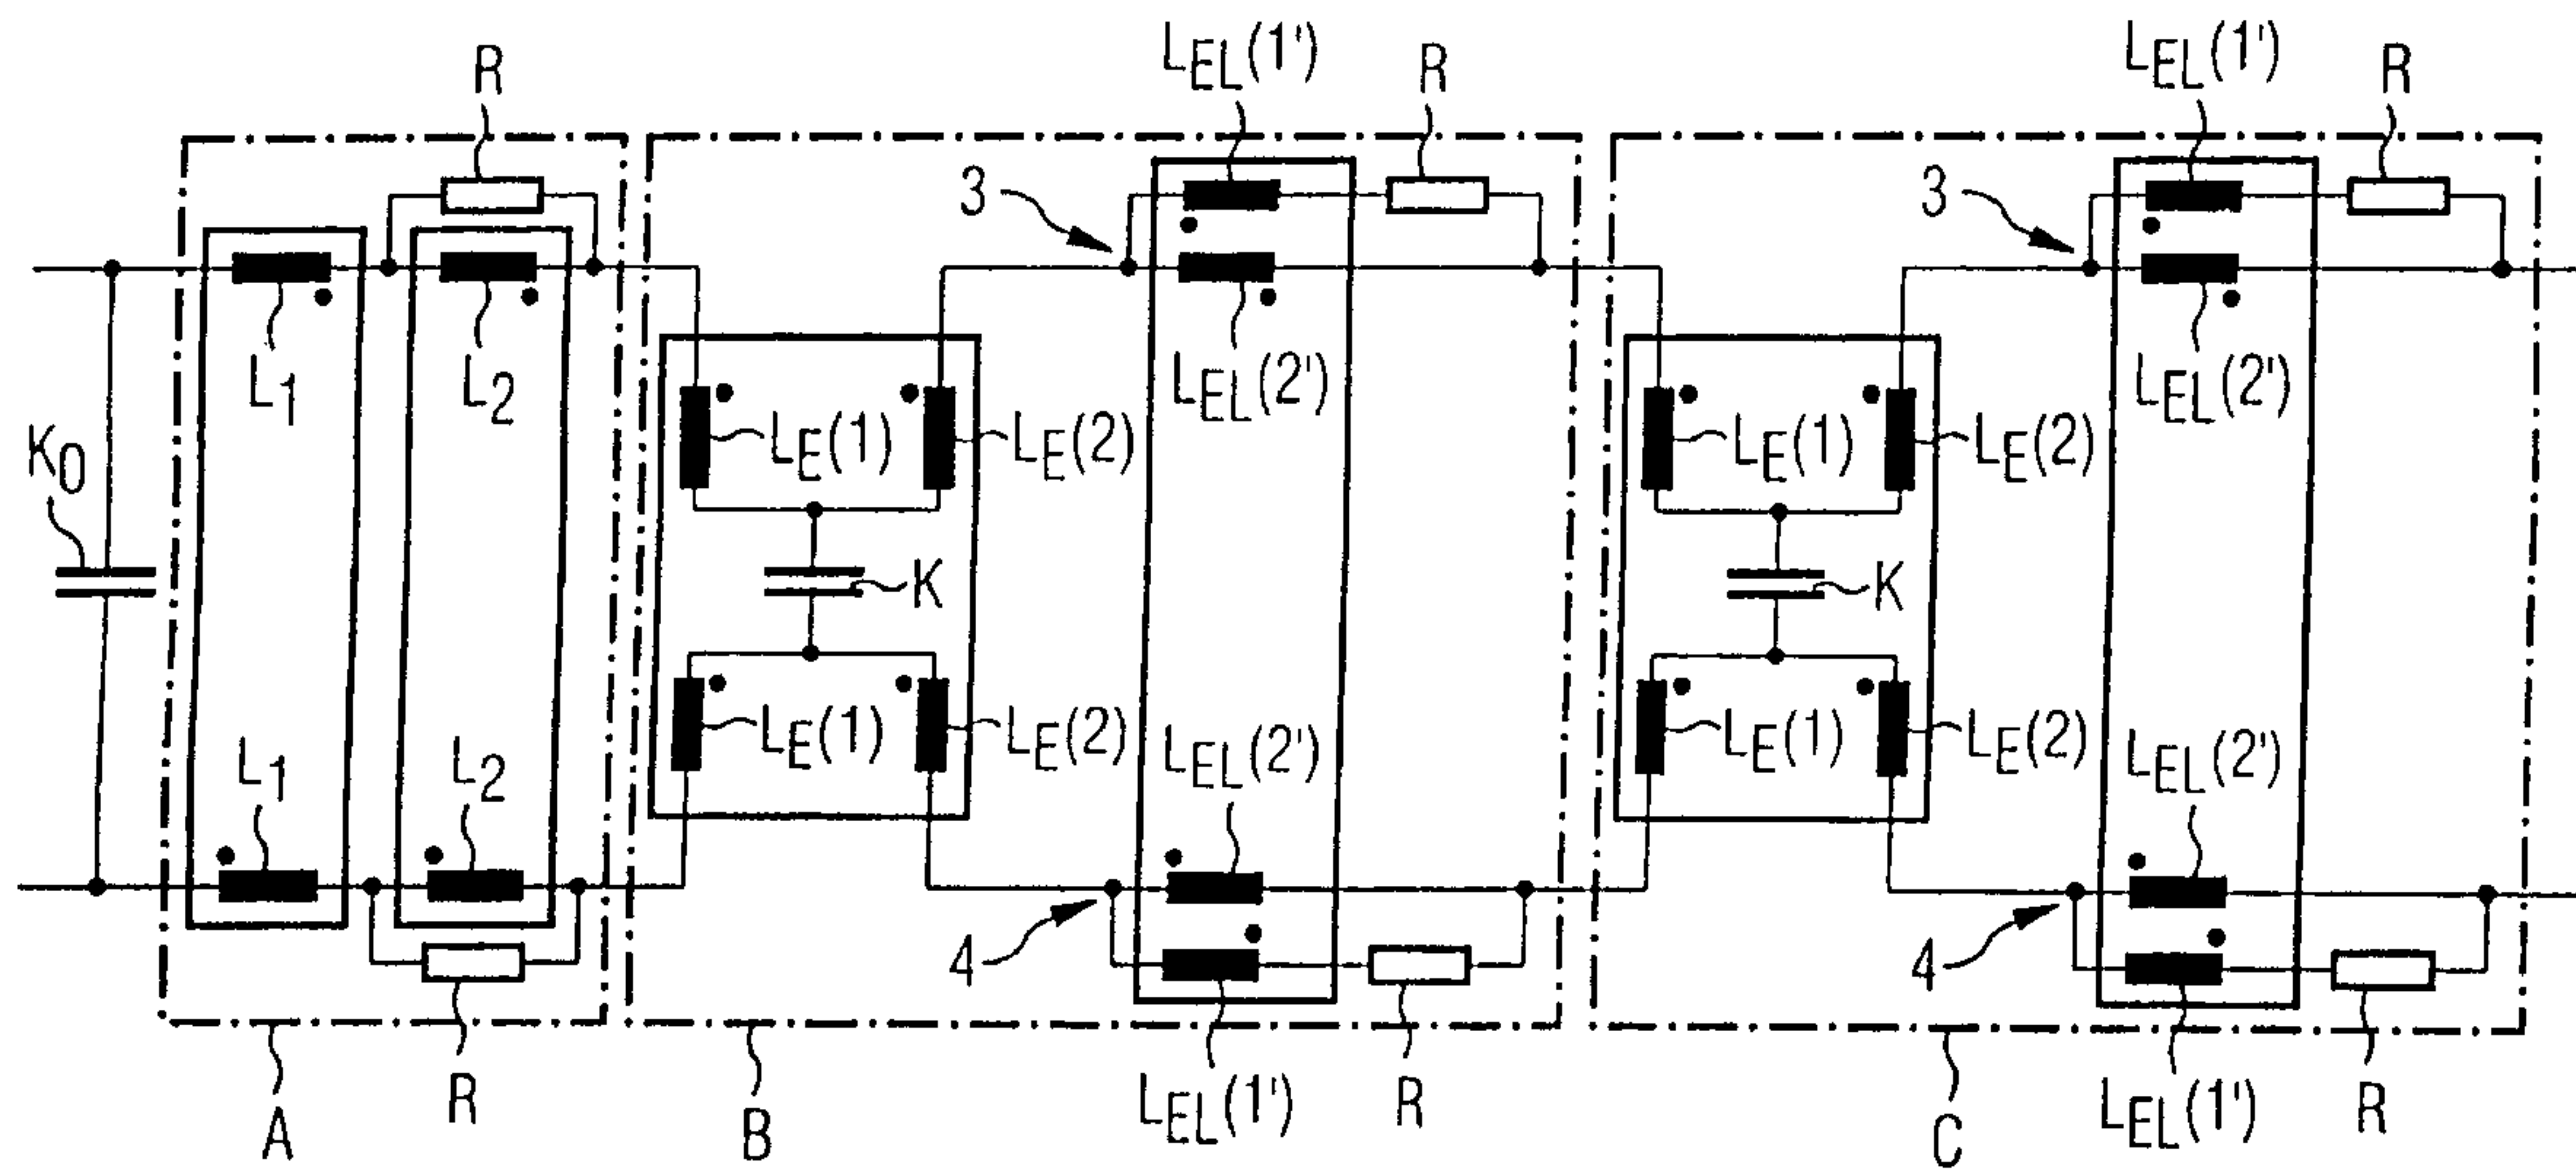 L_EL(1') R L_EL(1') R
R
3 3
L_1 L_2 L_EL(2') L_EL(2')
K_0 L_E(1) L_E(2) L_E(1) L_E(2)
K K
L_1 L_2 L_E(1) L_E(2) L_EL(2') L_E(1) L_E(2) L_EL(2')
4 4
A R B L_EL(1') R C L_EL(1') R